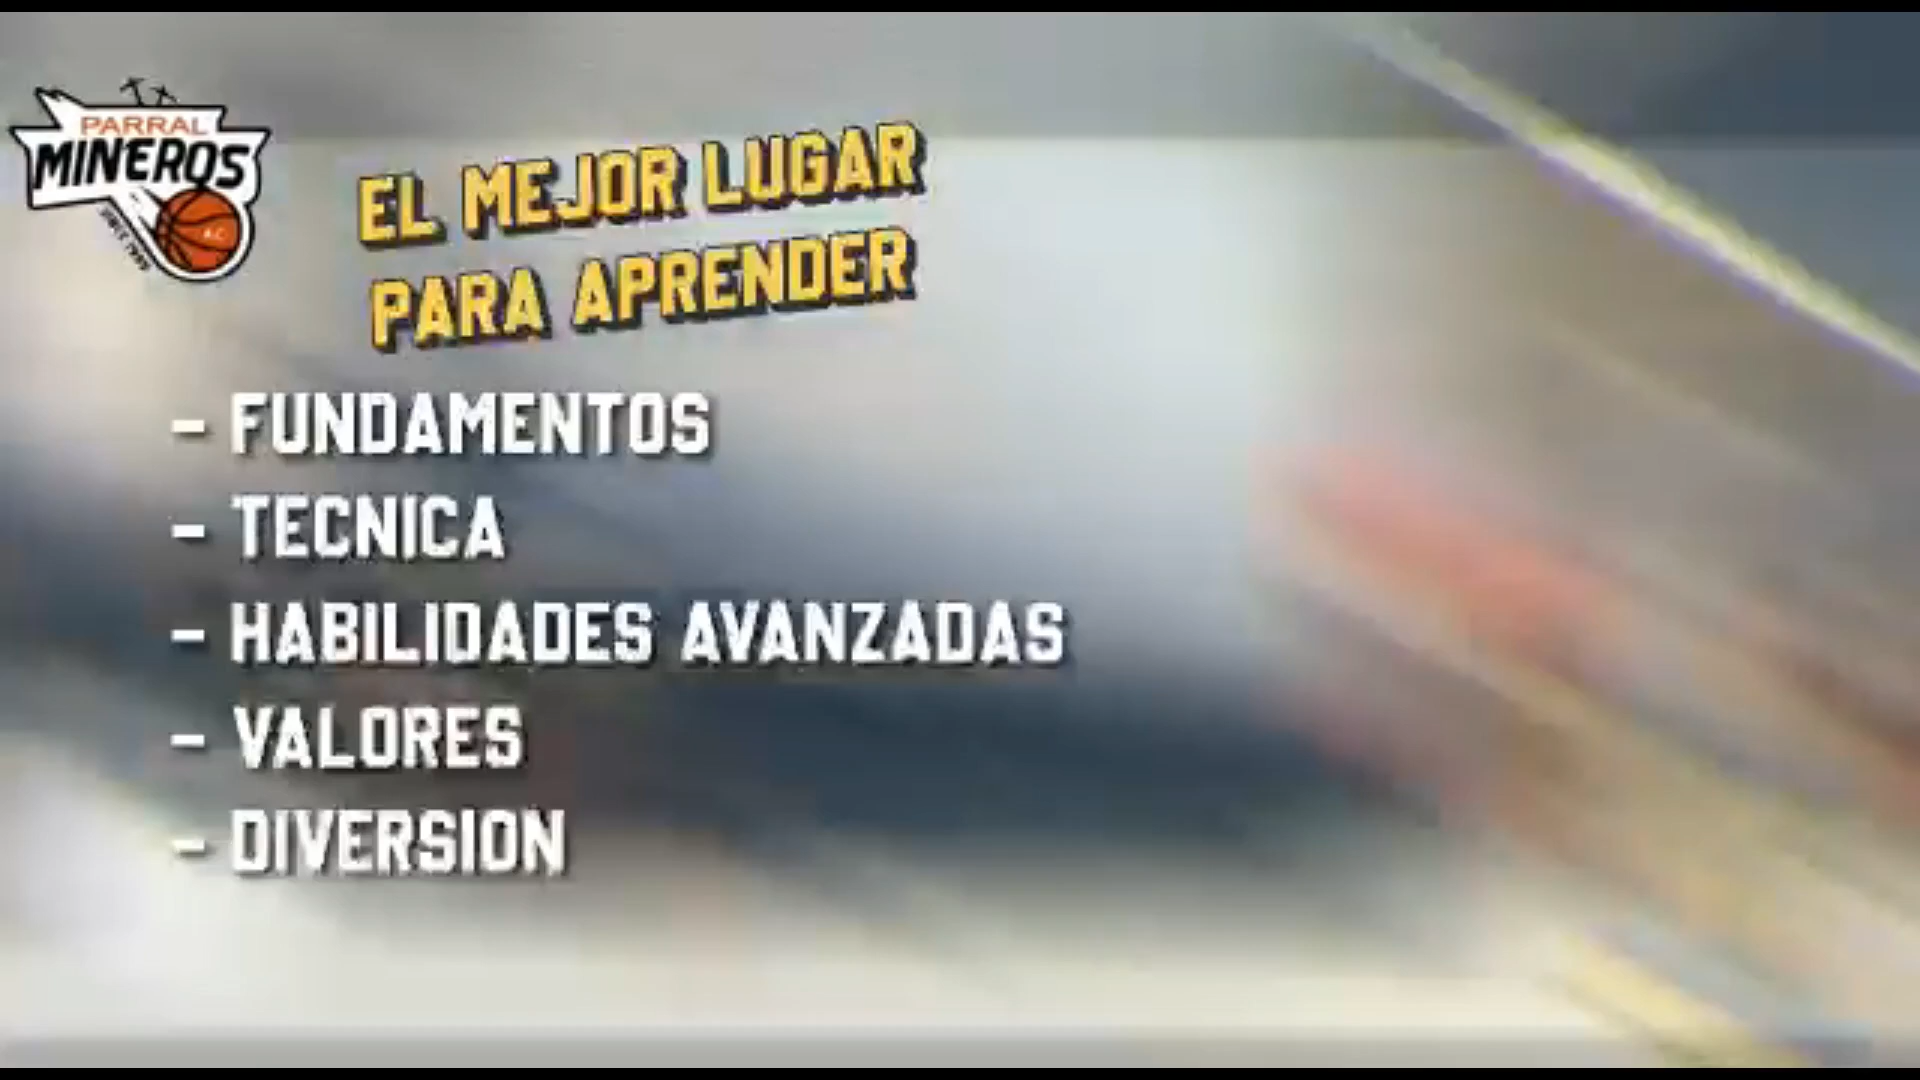 PARRAL
MINEROS
A.C.
EL MEJOR LUGAR
PARA APRENDER
- FUNDAMENTOS
- TECNICA
- HABILIDADES AVANZADAS
- VALORES
- DIVERSION